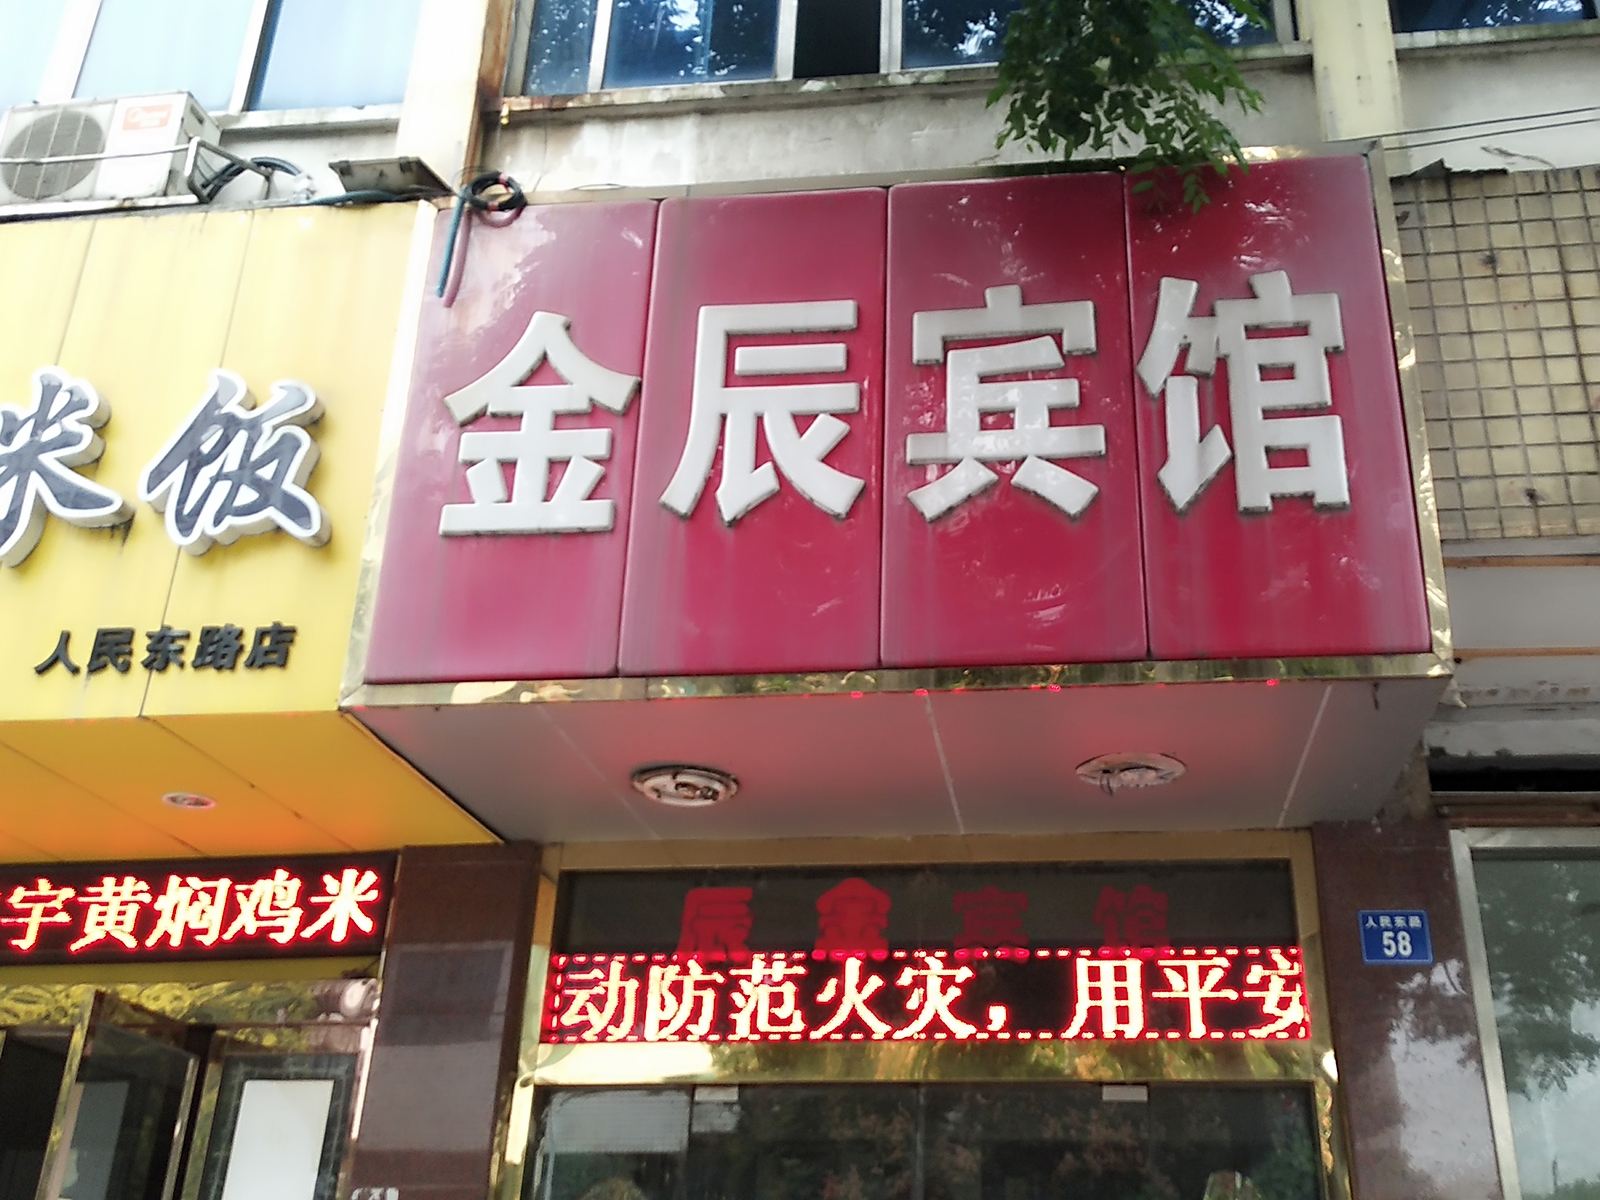 米饭
人民东路店
金辰宾馆
宇黄焖鸡米
辰金宾馆
动防范火灾，用平安
人民东路
58